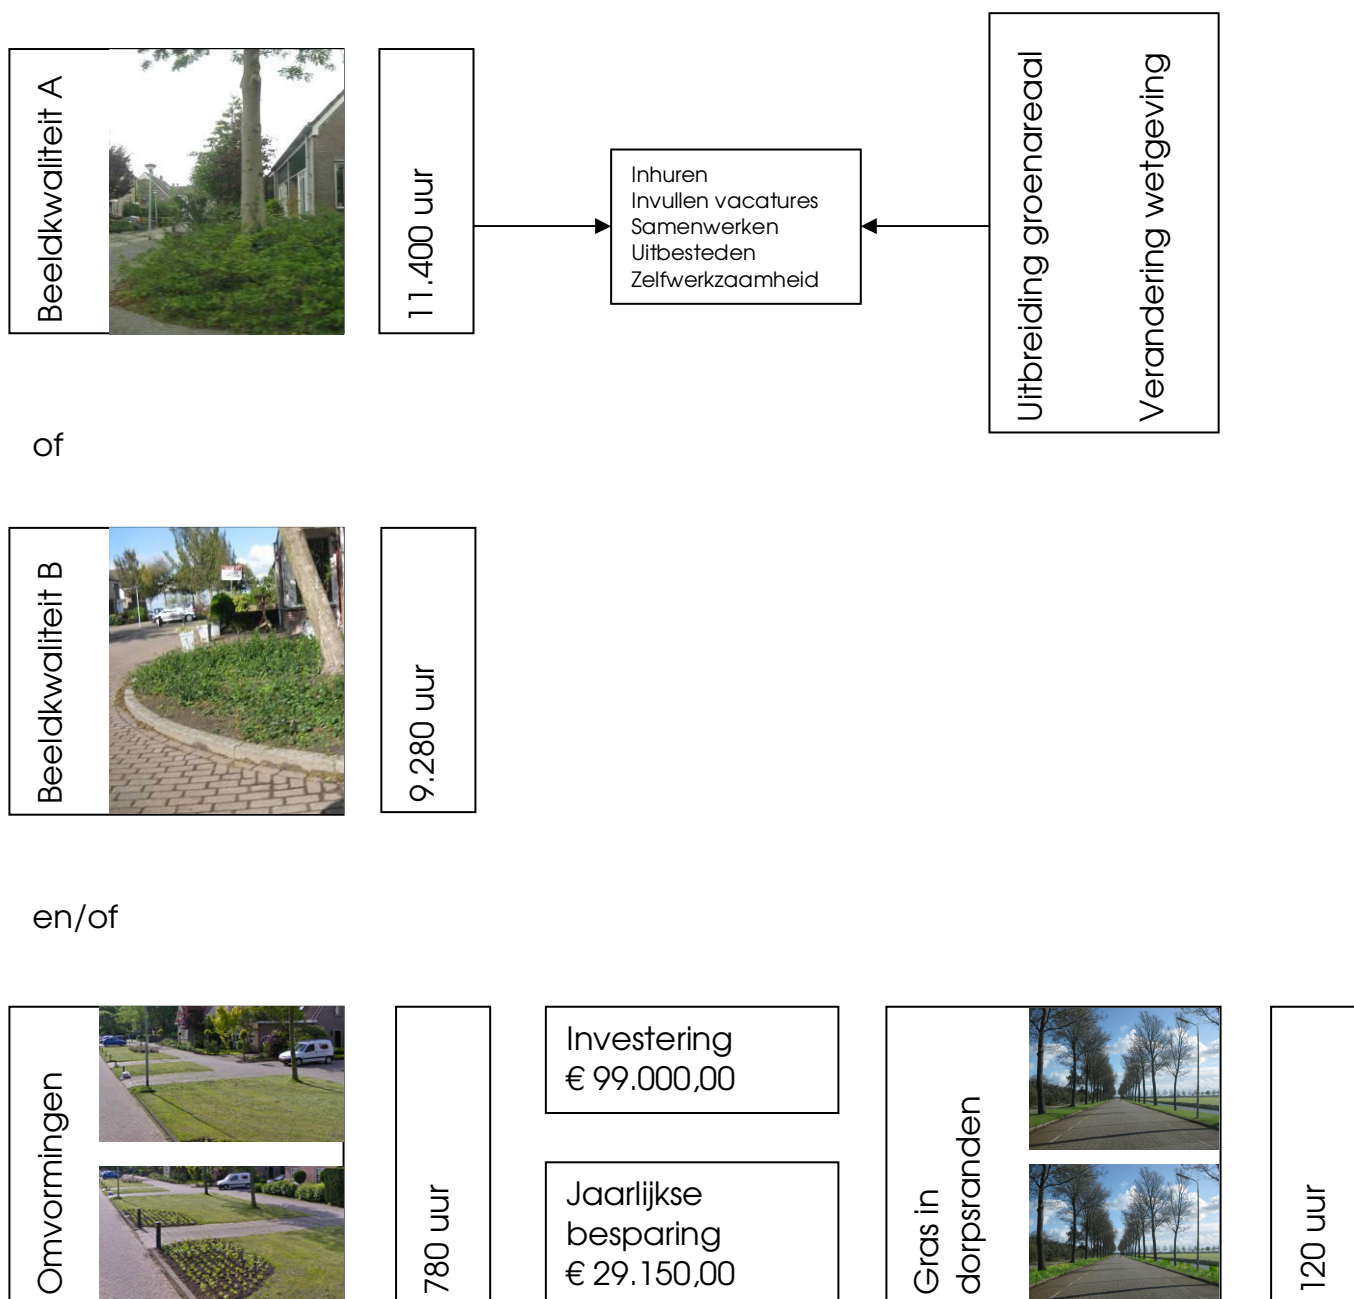 Beeldkwaliteit A
11.400 uur
Inhuren
Invullen vacatures
Samenwerken
Uitbesteden
Zelfwerkzaamheid
Uitbreiding groenareaal
Verandering wetgeving
of
Beeldkwaliteit B
9.280 uur
en/of
Omvormingen
780 uur
Investering
€ 99.000,00
Jaarlijkse
besparing
€ 29.150,00
Gras in
dorpsranden
120 uur